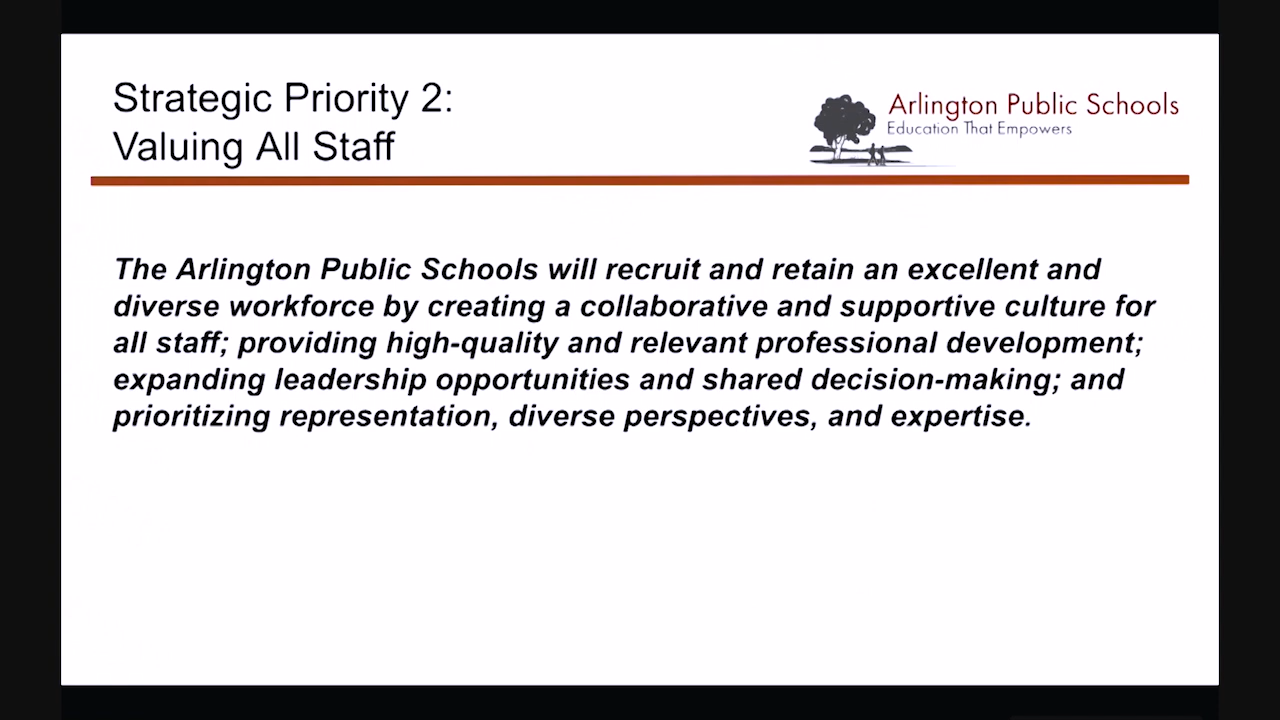 Strategic Priority 2:
Valuing All Staff
Arlington Public Schools
Education That Empowers
The Arlington Public Schools will recruit and retain an excellent and
diverse workforce by creating a collaborative and supportive culture for
all staff; providing high-quality and relevant professional development;
expanding leadership opportunities and shared decision-making; and
prioritizing representation, diverse perspectives, and expertise.